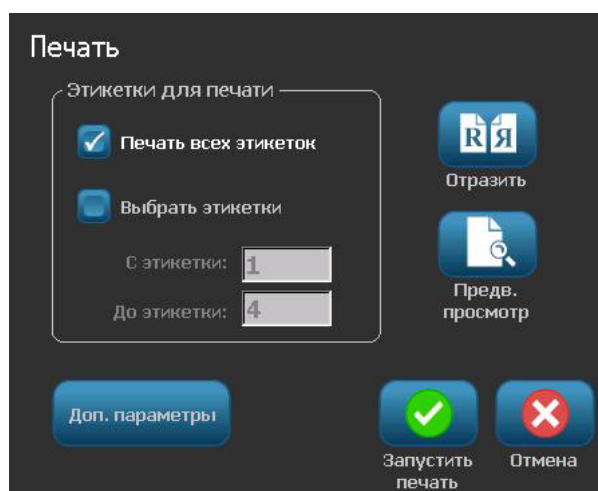 Печать
Этикетки для печати
Печать всех этикеток
Выбрать этикетки
С этикетки: 1
До этикетки: 4
R Я
Отразить
Предв.
просмотр
Доп. параметры
Запустить
печать
Отмена